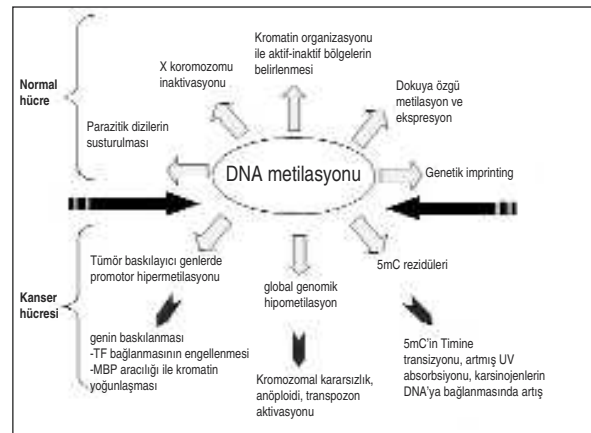 Kromatin organizasyonu
ile aktif-inaktif bölgelerin
belirlenmesi
X koromozomu
inaktivasyonu
Normal
hücre
Dokuya özgü
metilasyon ve
ekspresyon
Parazitik dizilerin
susturulması
DNA metilasyonu
Genetik imprinting
Tümör baskılayıcı genlerde
promotor hipermetilasyonu
5mC rezidüleri
global genomik
hipometilasyon
Kanser
hücresi
genin baskılanması
-TF bağlanmasının engellenmesi
-MBP aracılığı ile kromatin
yoğunlaşması
Kromozomal kararsızlık,
anöploidi, transpozon
aktivasyonu
5mC'in Timine
transizyonu, artmış UV
absorbsiyonu, karsinojenlerin
DNA'ya bağlanmasında artış